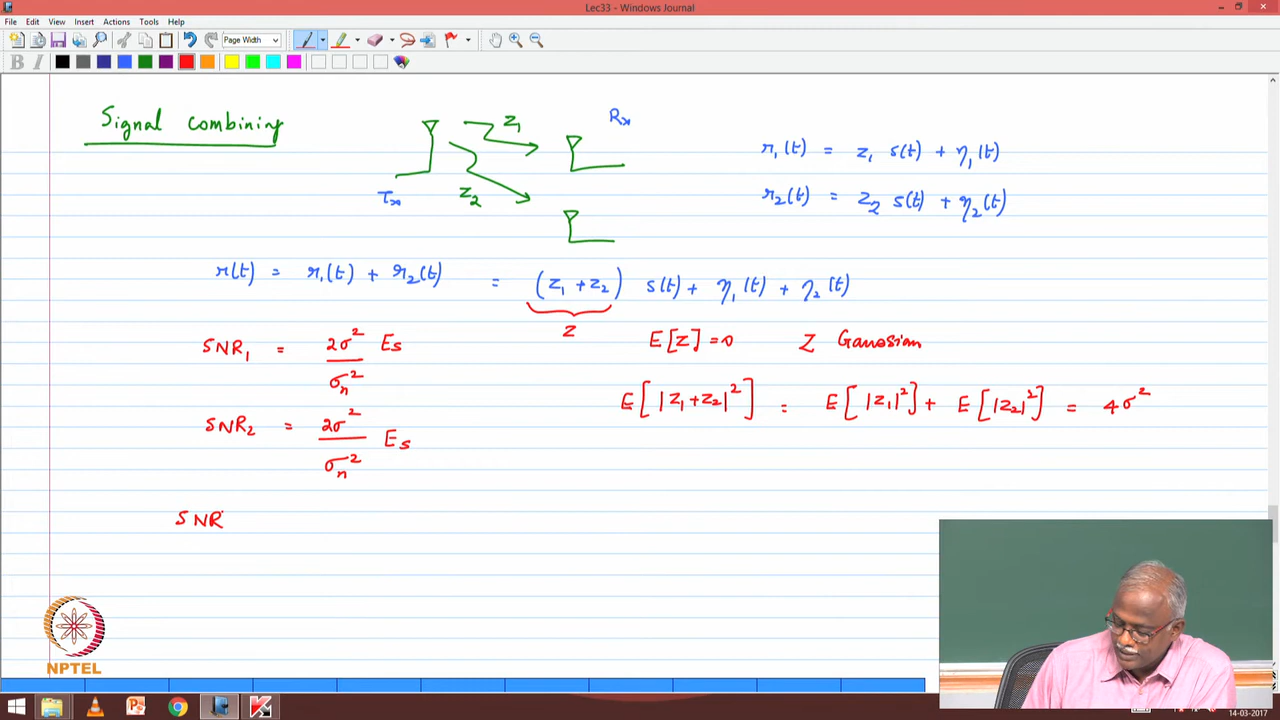 Lec33 - Windows Journal
File Edit View Insert Actions Tools Help
Page Width
Signal combining
Z₁ Rx
Tx Z₂
r₁(t) = z₁ s(t) + η₁(t)
r₂(t) = z₂ s(t) + η₂(t)
r(t) = r₁(t) + r₂(t) = (z₁ + z₂) s(t) + η₁(t) + η₂(t)
z
SNR₁ = 2σ² / σₙ² Es
E[z] = 0 Z Gaussian
E[|z₁+z₂|²] = E[|z₁|²] + E[|z₂|²] = 4σ²
SNR₂ = 2σ² / σₙ² Es
SNR
NPTEL
14-03-2017